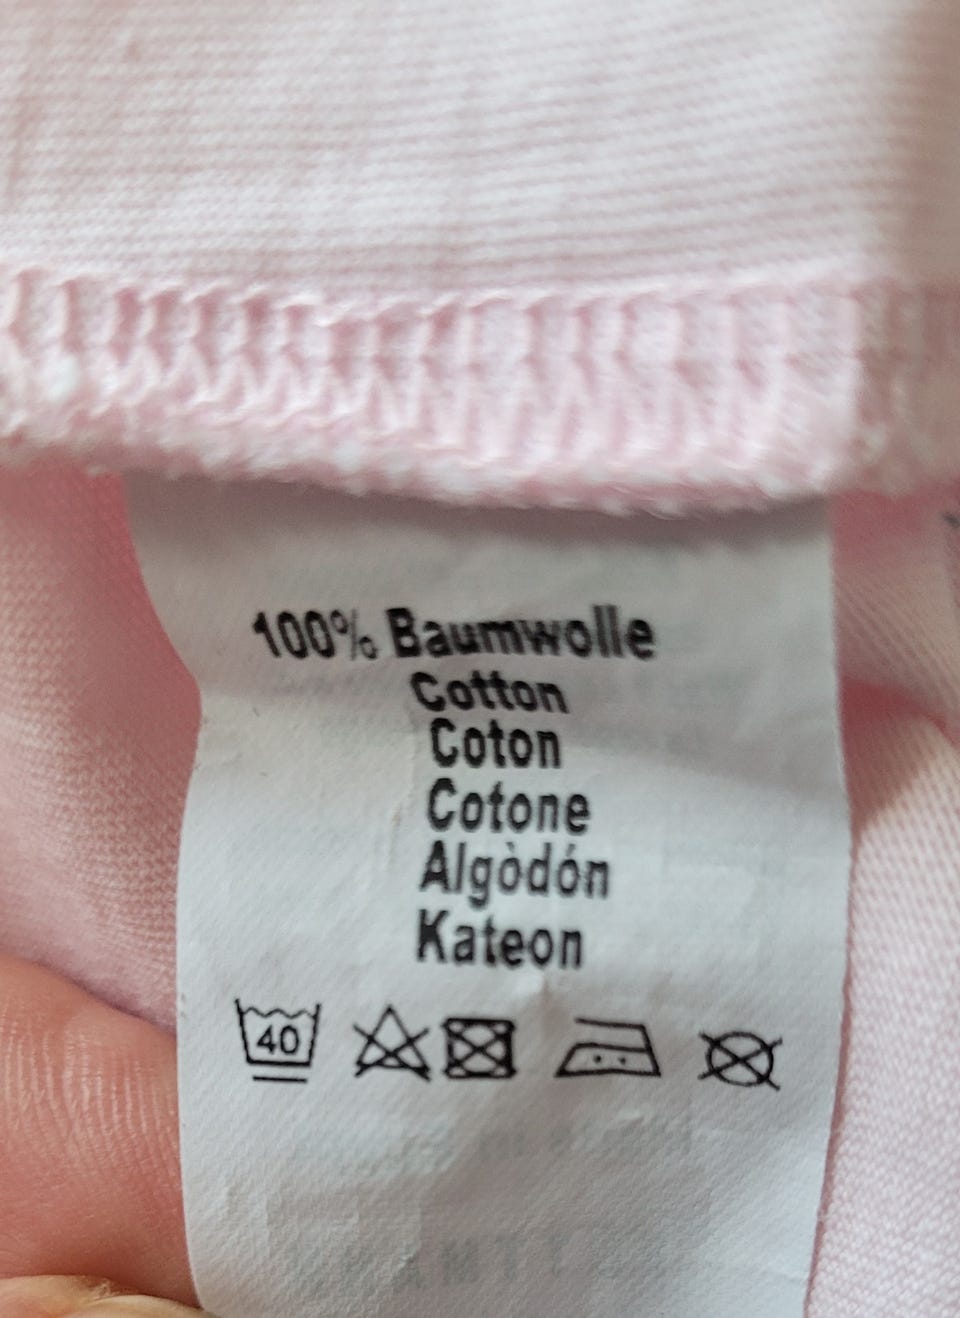 100% Baumwolle
Cotton
Coton
Cotone
Algòdón
Kateon
40